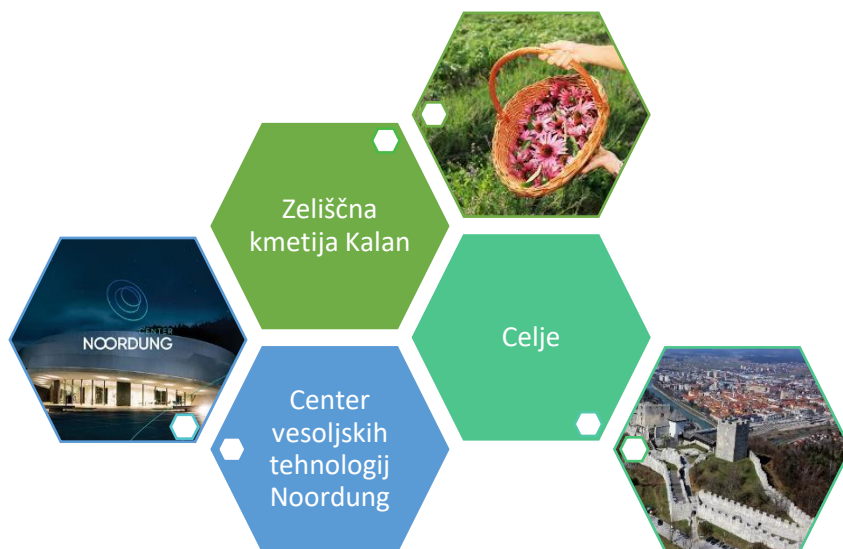 Zeliščna
kmetija Kalan
CENTER
NOORDUNG
Celje
Center
vesoljskih
tehnologij
Noordung